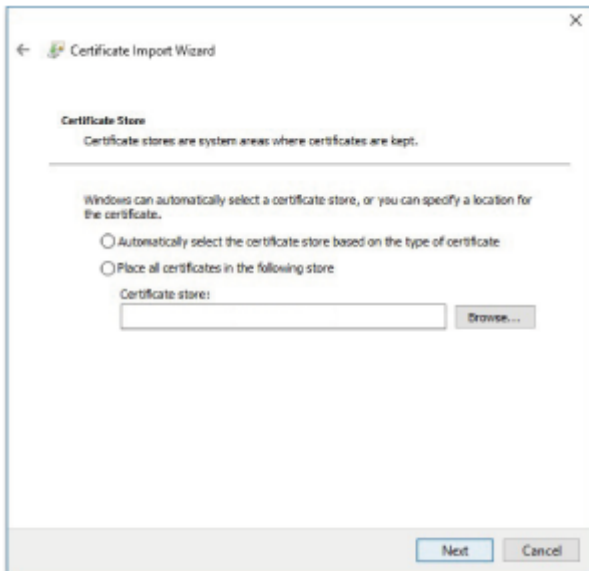 Certificate Import Wizard
Certificate Store
Certificate stores are system areas where certificates are kept.
Windows can automatically select a certificate store, or you can specify a location for
the certificate.
Automatically select the certificate store based on the type of certificate
Place all certificates in the following store
Certificate store:
Browse...
Next
Cancel